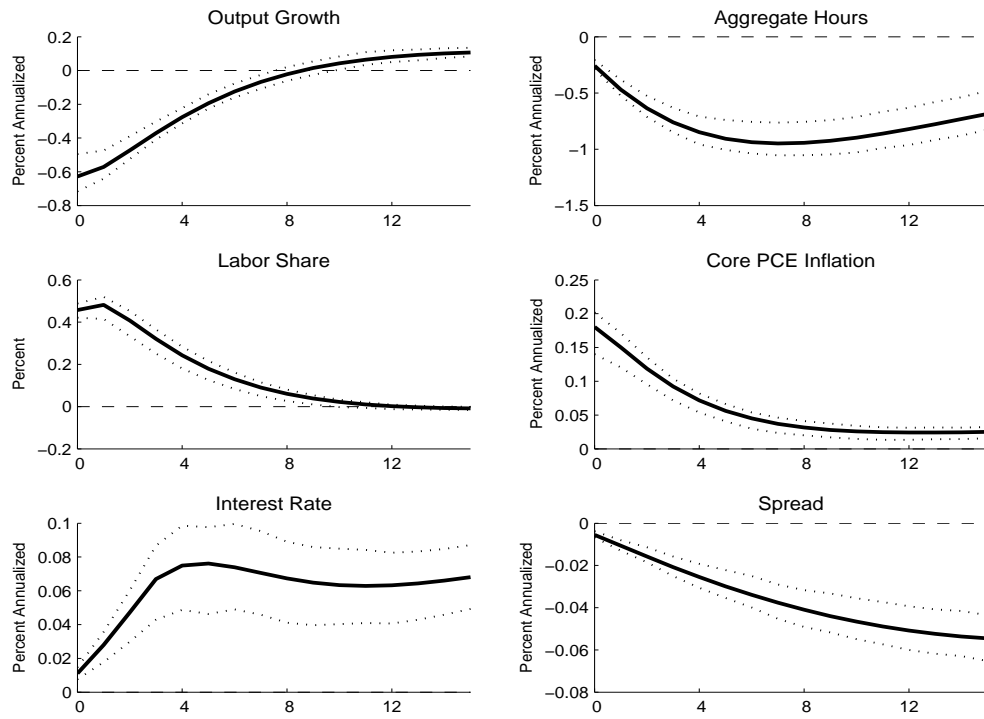 Output Growth
Percent Annualized
0.2
0
−0.2
−0.4
−0.6
−0.8
0 4 8 12
Aggregate Hours
Percent Annualized
0
−0.5
−1
−1.5
0 4 8 12
Labor Share
Percent
0.6
0.4
0.2
0
−0.2
0 4 8 12
Core PCE Inflation
Percent Annualized
0.25
0.2
0.15
0.1
0.05
0
0 4 8 12
Interest Rate
Percent Annualized
0.1
0.08
0.06
0.04
0.02
0
0 4 8 12
Spread
Percent Annualized
0
−0.02
−0.04
−0.06
−0.08
0 4 8 12